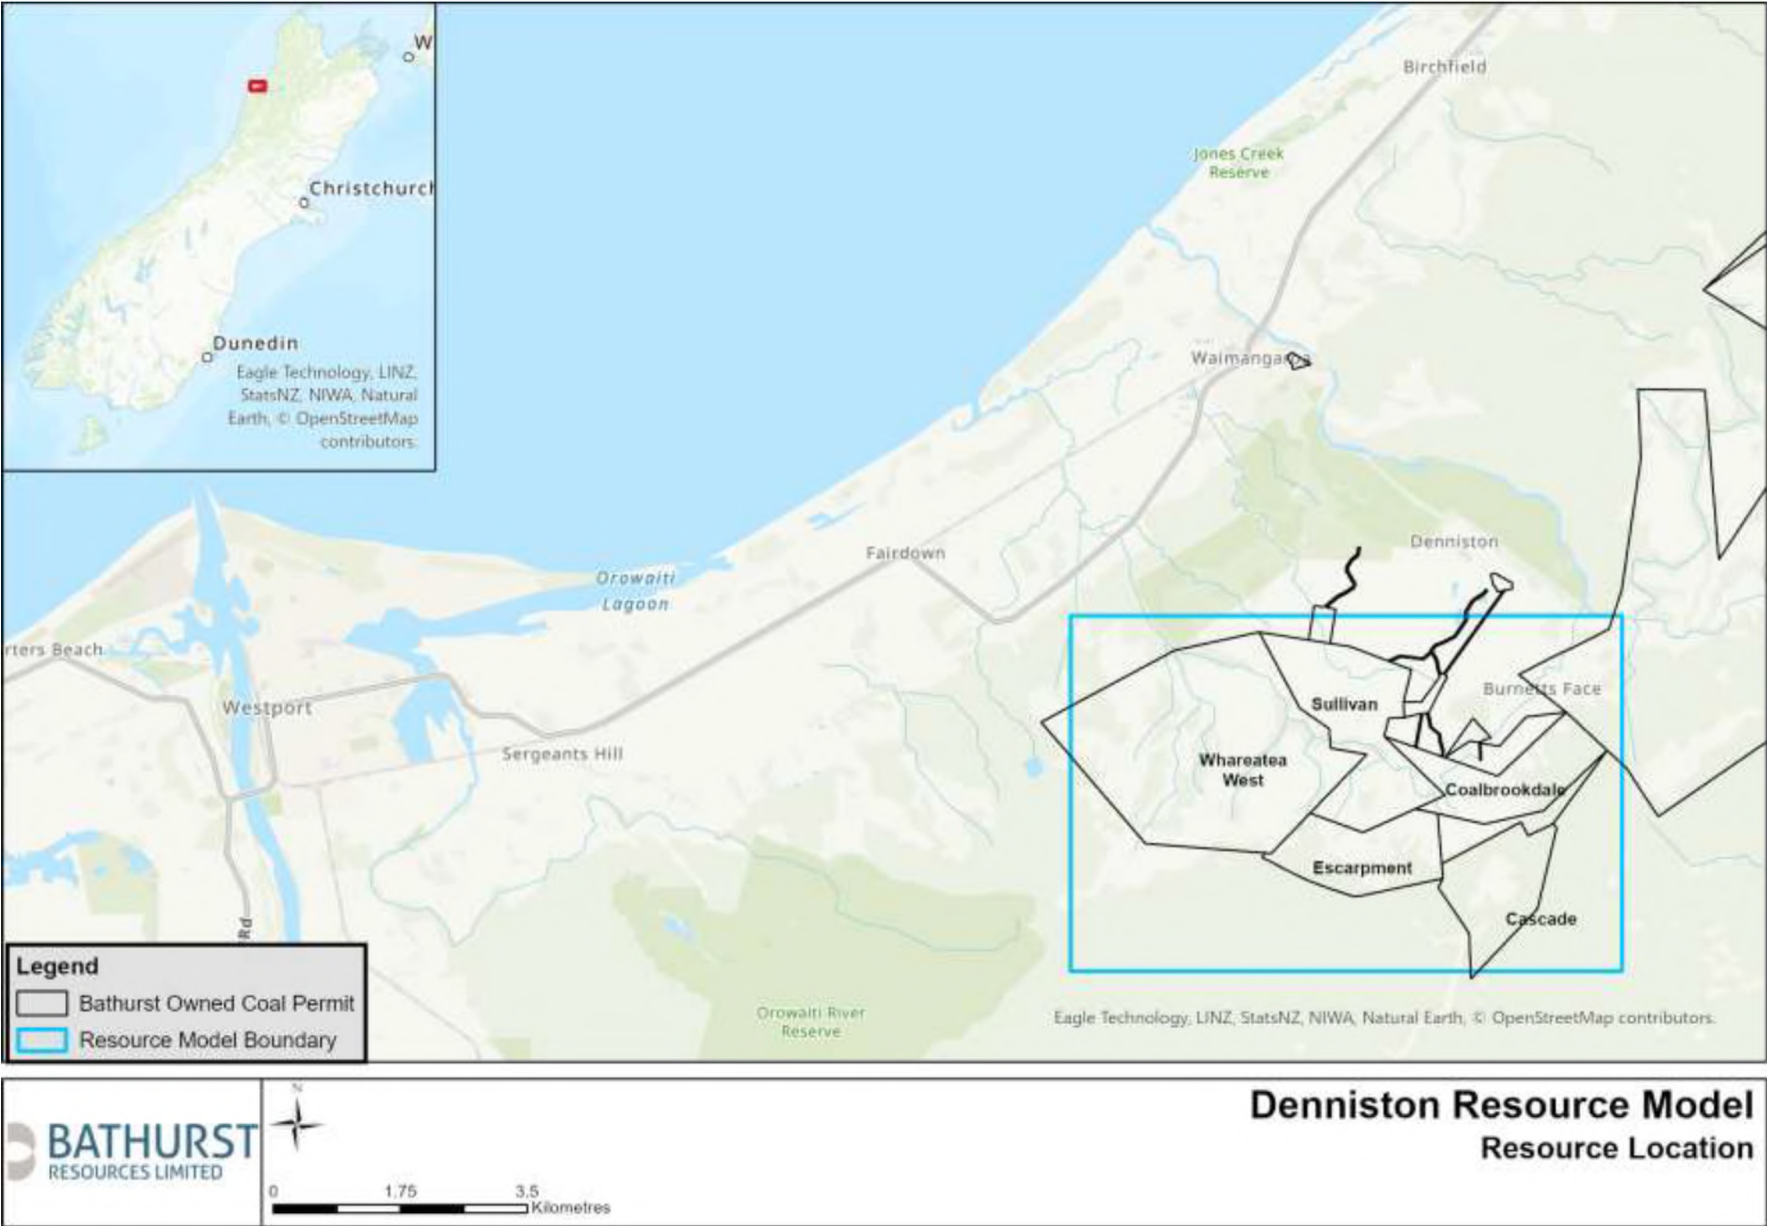 W
Christchurch
Dunedin
Eagle Technology, LINZ,
StatsNZ, NIWA, Natural
Earth, © OpenStreetMap
contributors.
Birchfield
Jones Creek
Reserve
Waimangaroa
Denniston
Fairdown
Orowaiti
Lagoon
rters Beach
Westport
Sergeants Hill
Burnetts Face
Sullivan
Whareatea
West
Coalbrookdale
Escarpment
Cascade
Rd
Orowaiti River
Reserve
Eagle Technology, LINZ, StatsNZ, NIWA, Natural Earth, © OpenStreetMap contributors.
Legend
Bathurst Owned Coal Permit
Resource Model Boundary
BATHURST
RESOURCES LIMITED
N
0 1.75 3.5
Kilometres
Denniston Resource Model
Resource Location